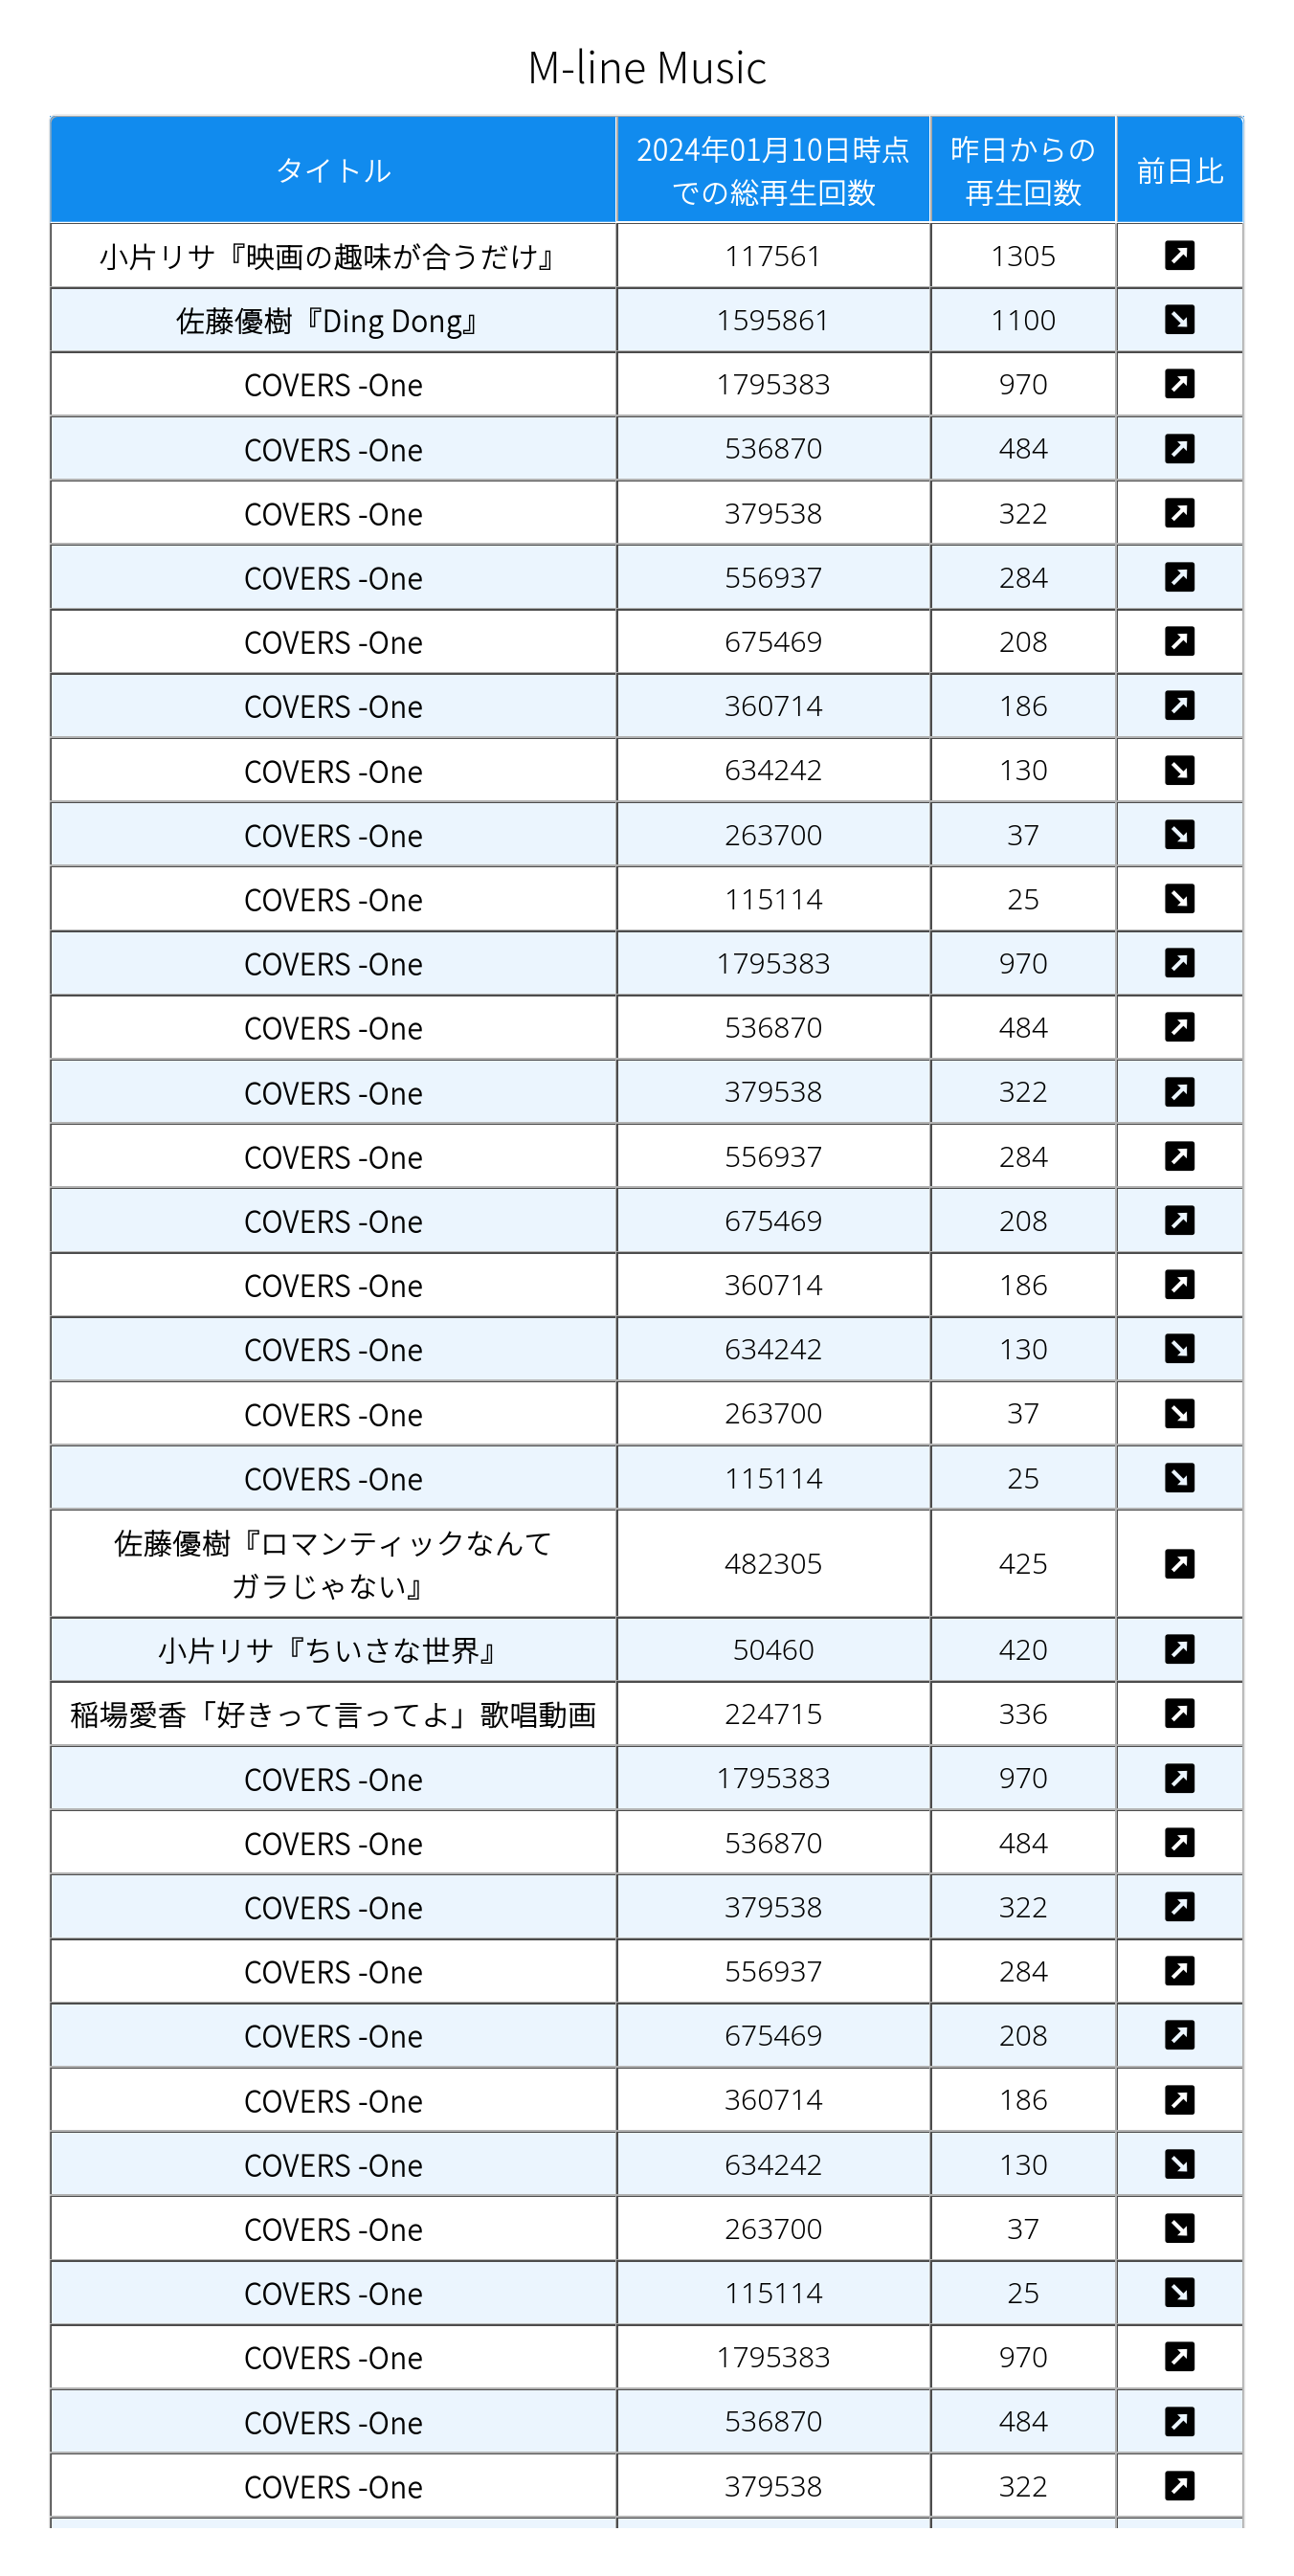 M-line Music
タイトル 2024年01月10日時点 昨日からの 前日比
での総再生回数 再生回数
小片リサ『映画の趣味が合うだけ』 117561 1305
佐藤優樹『Ding Dong』 1595861 1100
COVERS -One 1795383 970
COVERS -One 536870 484
COVERS -One 379538 322
COVERS -One 556937 284
COVERS -One 675469 208
COVERS -One 360714 186
COVERS -One 634242 130
COVERS -One 263700 37
COVERS -One 115114 25
COVERS -One 1795383 970
COVERS -One 536870 484
COVERS -One 379538 322
COVERS -One 556937 284
COVERS -One 675469 208
COVERS -One 360714 186
COVERS -One 634242 130
COVERS -One 263700 37
COVERS -One 115114 25
佐藤優樹『ロマンティックなんて
ガラじゃない』 482305 425
小片リサ『ちいさな世界』 50460 420
稲場愛香「好きって言ってよ」歌唱動画 224715 336
COVERS -One 1795383 970
COVERS -One 536870 484
COVERS -One 379538 322
COVERS -One 556937 284
COVERS -One 675469 208
COVERS -One 360714 186
COVERS -One 634242 130
COVERS -One 263700 37
COVERS -One 115114 25
COVERS -One 1795383 970
COVERS -One 536870 484
COVERS -One 379538 322